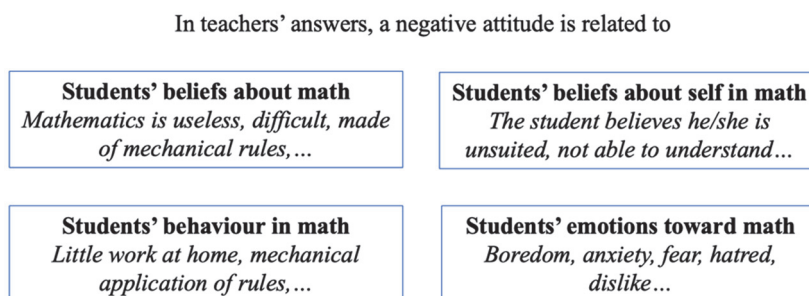 In teachers' answers, a negative attitude is related to
Students' beliefs about math
Mathematics is useless, difficult, made
of mechanical rules,...
Students' beliefs about self in math
The student believes he/she is
unsuited, not able to understand...
Students' behaviour in math
Little work at home, mechanical
application of rules,...
Students' emotions toward math
Boredom, anxiety, fear, hatred,
dislike...